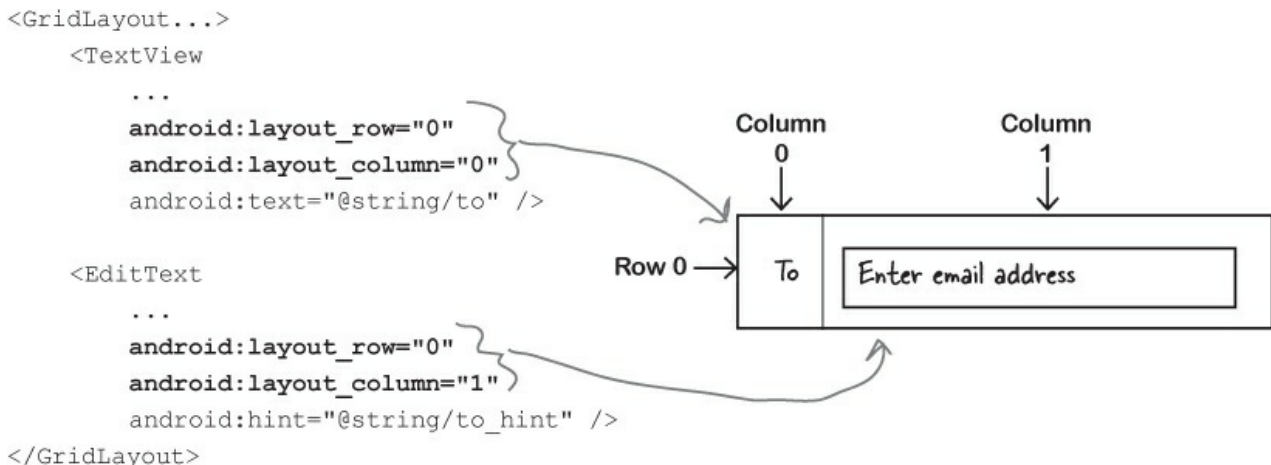 <GridLayout...>
<TextView
...
android:layout_row="0"
android:layout_column="0"
android:text="@string/to" />
<EditText
...
android:layout_row="0"
android:layout_column="1"
android:hint="@string/to_hint" />
</GridLayout>
Column
0
Column
1
Row 0
To
Enter email address